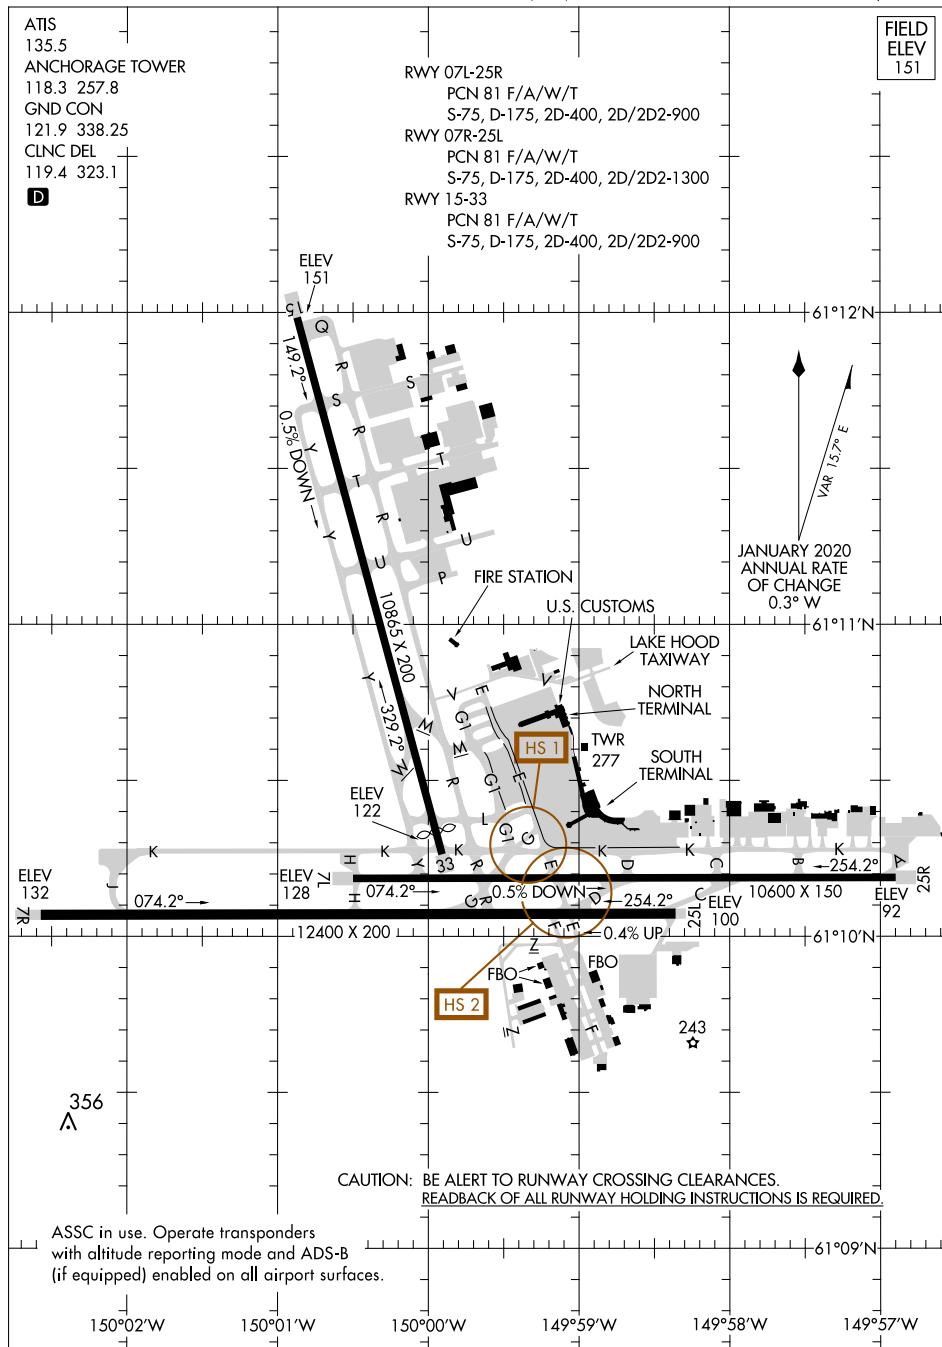 ATIS
135.5
ANCHORAGE TOWER
118.3 257.8
GND CON
121.9 338.25
CLNC DEL
119.4 323.1
D
RWY 07L-25R
PCN 81 F/A/W/T
S-75, D-175, 2D-400, 2D/2D2-900
RWY 07R-25L
PCN 81 F/A/W/T
S-75, D-175, 2D-400, 2D/2D2-1300
RWY 15-33
PCN 81 F/A/W/T
S-75, D-175, 2D-400, 2D/2D2-900
FIELD
ELEV
151
ELEV
151
15
61°12'N
Q
149.2°
R
S
S
0.5% DOWN
Y
R
T
T
VAR 15.7° E
Y
R
U
U
P
JANUARY 2020
ANNUAL RATE
OF CHANGE
0.3° W
FIRE STATION
U.S. CUSTOMS
10865 X 200
61°11'N
LAKE HOOD
TAXIWAY
Y
V
E
V
G1
NORTH
TERMINAL
329.2°
M
M
HS 1
TWR
277
SOUTH
TERMINAL
M
R
G1
E
ELEV
122
L
G1
G
33
K
H
K
Y
K
R
E
K
D
K
C
B
K
A
254.2°
ELEV
132
J
ELEV
128
7L
074.2°
0.5% DOWN
10600 X 150
25R
ELEV
92
7R
074.2°
H
G
R
D
254.2°
C
25L
ELEV
100
12400 X 200
F
E
0.4% UP
61°10'N
Z
FBO
FBO
HS 2
Z
F
243
356
CAUTION: BE ALERT TO RUNWAY CROSSING CLEARANCES.
READBACK OF ALL RUNWAY HOLDING INSTRUCTIONS IS REQUIRED.
ASSC in use. Operate transponders
with altitude reporting mode and ADS-B
(if equipped) enabled on all airport surfaces.
61°09'N
150°02'W
150°01'W
150°00'W
149°59'W
149°58'W
149°57'W